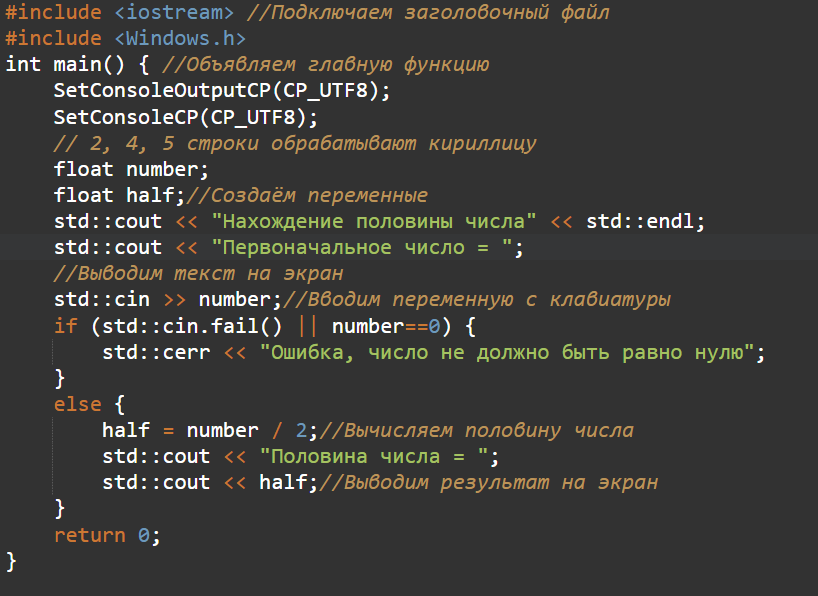 #include <iostream> //Подключаем заголовочный файл
#include <Windows.h>
int main() { //Объявляем главную функцию
    SetConsoleOutputCP(CP_UTF8);
    SetConsoleCP(CP_UTF8);
    // 2, 4, 5 строки обрабатывают кириллицу
    float number;
    float half;//Создаём переменные
    std::cout << "Нахождение половины числа" << std::endl;
    std::cout << "Первоначальное число = ";
    //Выводим текст на экран
    std::cin >> number;//Вводим переменную с клавиатуры
    if (std::cin.fail() || number==0) {
        std::cerr << "Ошибка, число не должно быть равно нулю";
    }
    else {
        half = number / 2;//Вычисляем половину числа
        std::cout << "Половина числа = ";
        std::cout << half;//Выводим результат на экран
    }
    return 0;
}